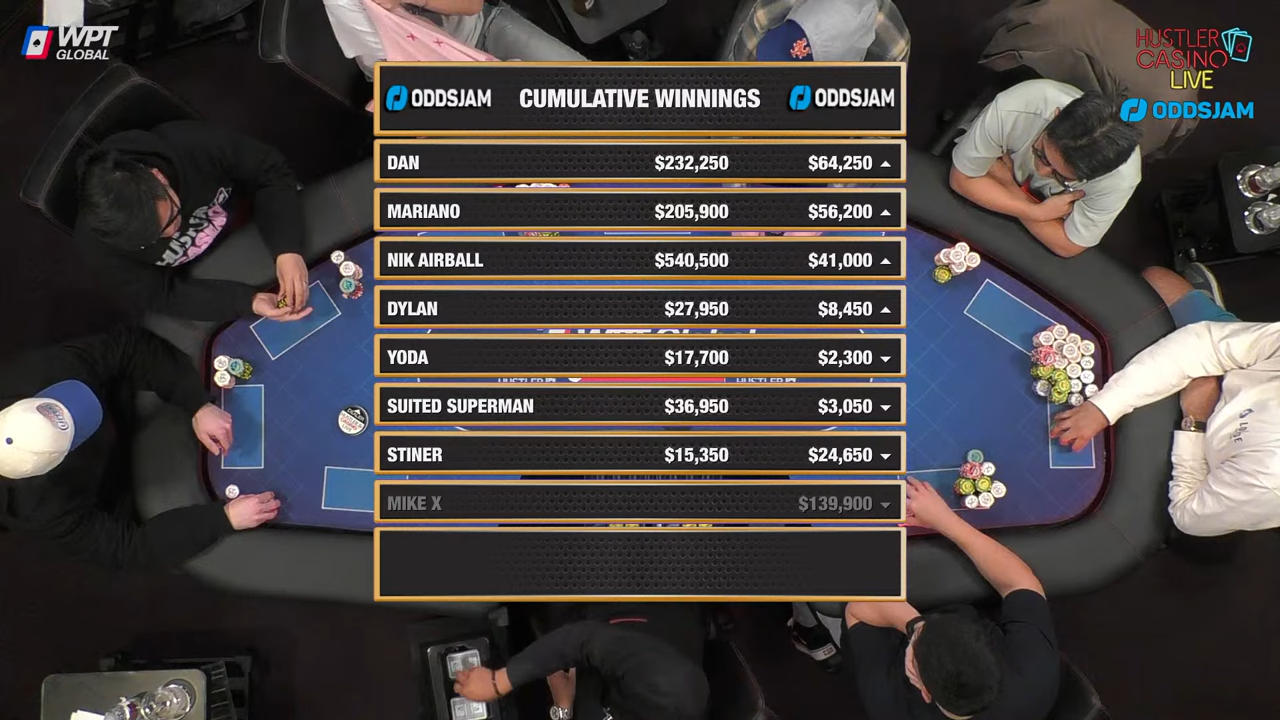 WPT
GLOBAL
HUSTLER
CASINO
LIVE
ODDSJAM
ODDSJAM CUMULATIVE WINNINGS ODDSJAM
DAN $232,250 $64,250
MARIANO $205,900 $56,200
NIK AIRBALL $540,500 $41,000
DYLAN $27,950 $8,450
YODA $17,700 $2,300
SUITED SUPERMAN $36,950 $3,050
STINER $15,350 $24,650
MIKE X $139,900
HUSTLER
HUSTLER